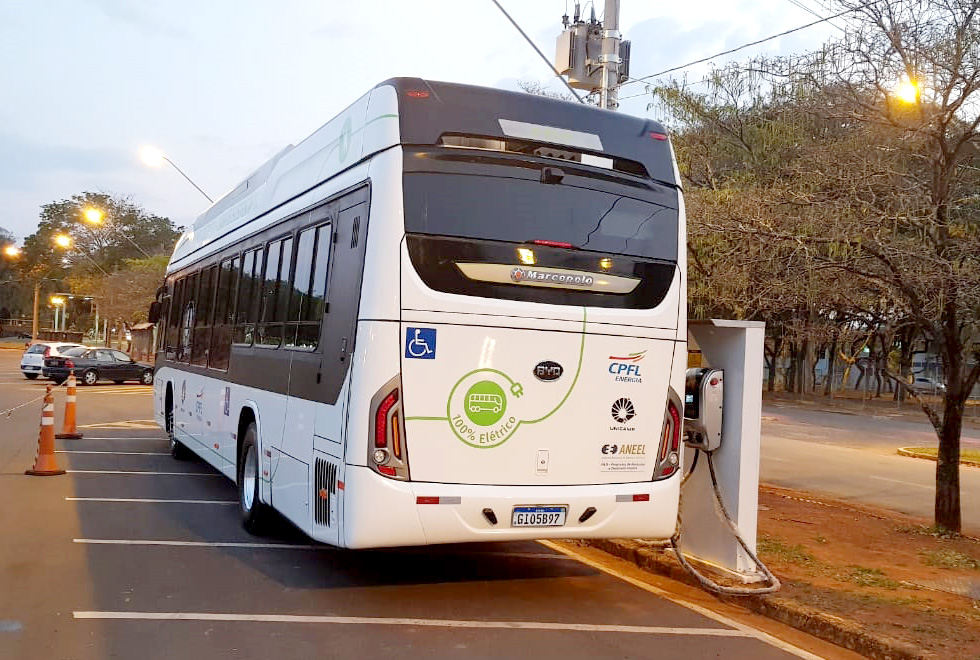 Marcopolo
BYD
CPFL
ENERGIA
100% Elétrico
UNICAMP
ANEEL
GIO5B97